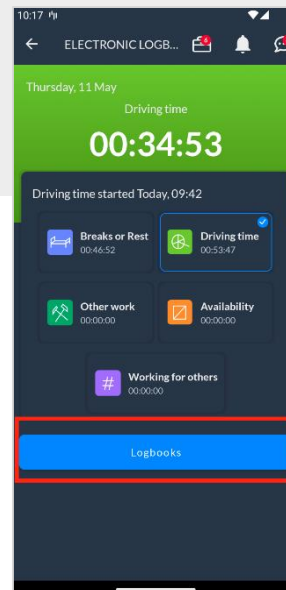 10:17
ELECTRONIC LOGB...
Thursday, 11 May
Driving time
00:34:53
Driving time started Today, 09:42
Breaks or Rest
00:46:52
Driving time
00:53:47
Other work
00:00:00
Availability
00:00:00
#
Working for others
00:00:00
Logbooks